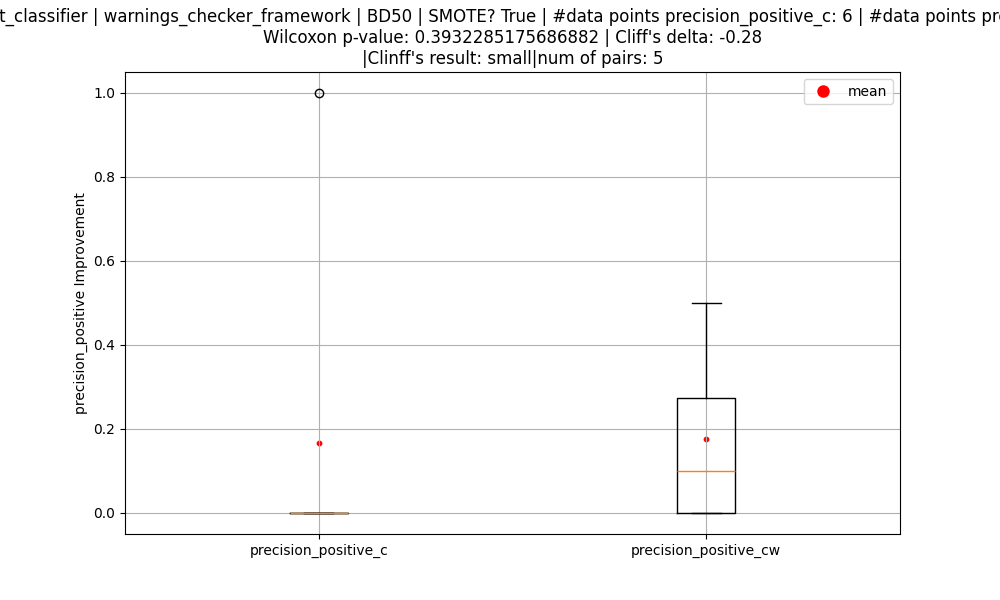 t_classifier | warnings_checker_framework | BD50 | SMOTE? True | #data points precision_positive_c: 6 | #data points pre
Wilcoxon p-value: 0.3932285175686882 | Cliff's delta: -0.28
|Clinff's result: small|num of pairs: 5
mean
1.0
0.8
0.6
0.4
0.2
0.0
precision_positive Improvement
precision_positive_c
precision_positive_cw